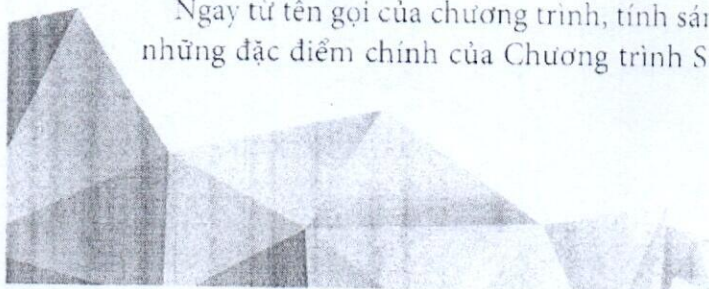 Ngay từ tên gọi của chương trình, tính
những đặc điểm chính của Chương trình